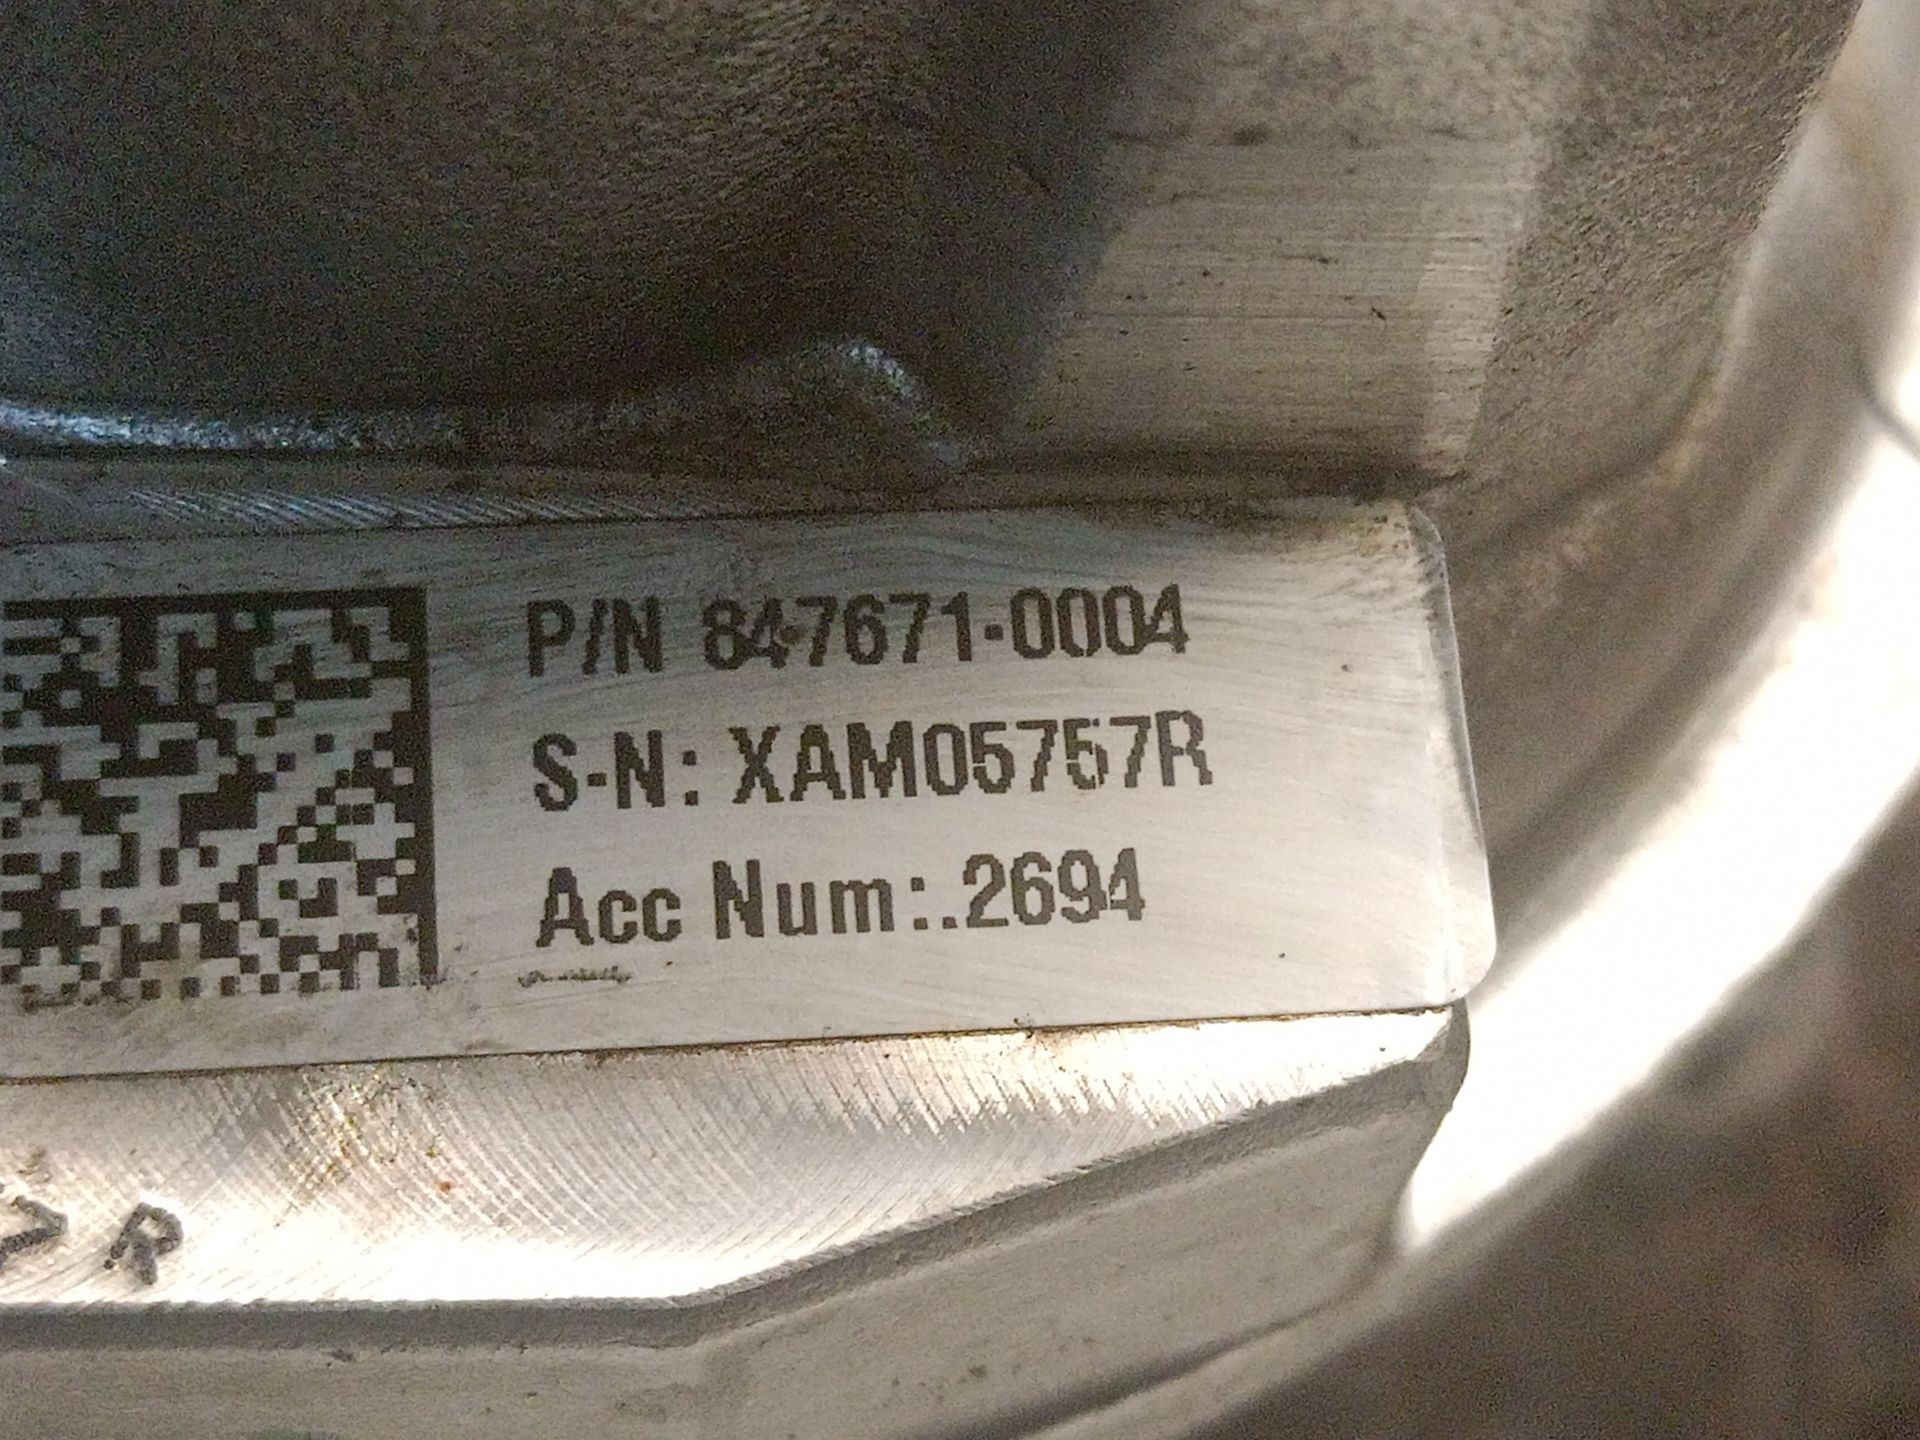 P/N 847671-0004
S-N: XAM05757R
Acc Num:.2694
R